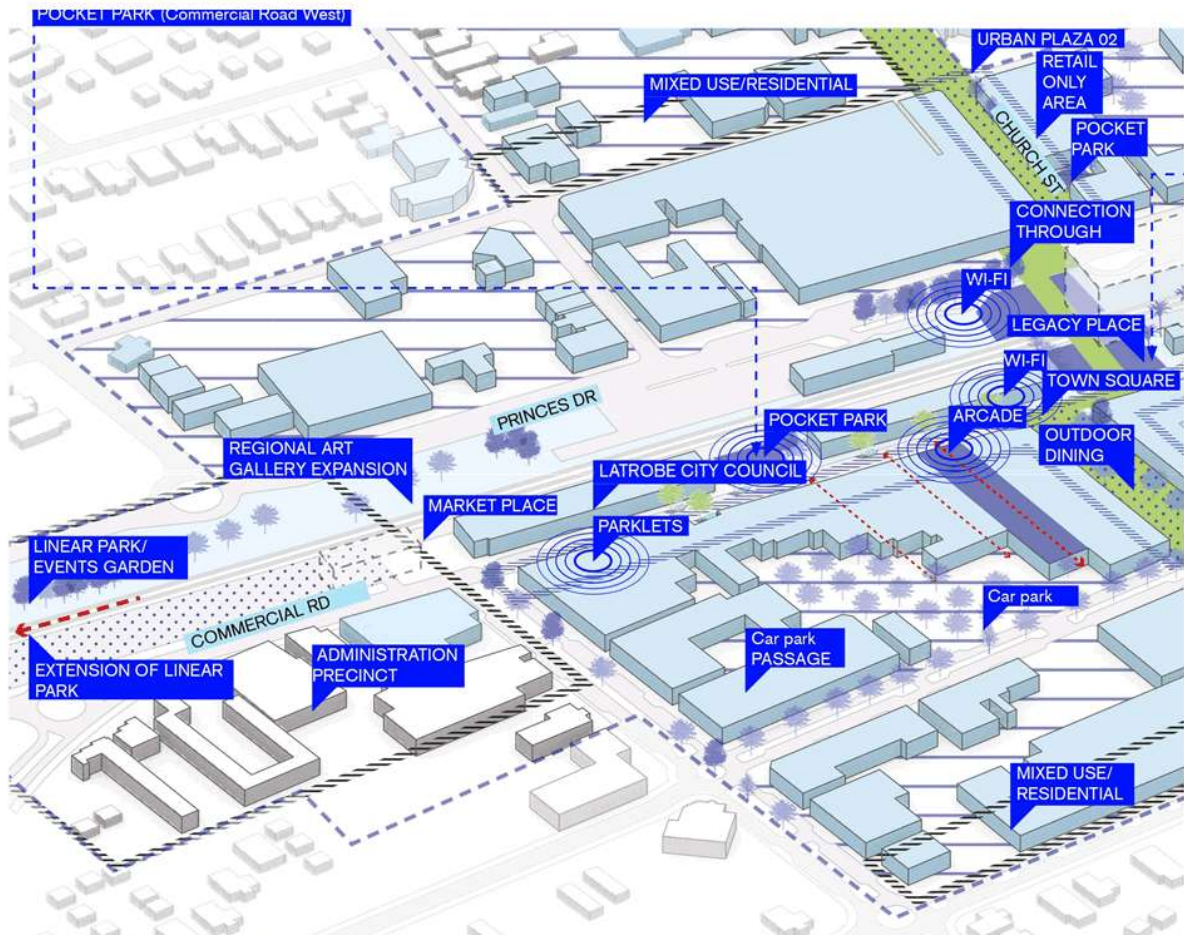 POCKET PARK (Commercial Road West)
URBAN PLAZA 02
RETAIL
ONLY
AREA
MIXED USE/RESIDENTIAL
CHURCH ST
POCKET
PARK
CONNECTION
THROUGH
WI-FI
LEGACY PLACE
WI-FI
TOWN SQUARE
PRINCES DR
POCKET PARK
ARCADE
OUTDOOR
DINING
REGIONAL ART
GALLERY EXPANSION
LATROBE CITY COUNCIL
MARKET PLACE
PARKLETS
LINEAR PARK/
EVENTS GARDEN
COMMERCIAL RD
Car park
Car park
PASSAGE
EXTENSION OF LINEAR
PARK
ADMINISTRATION
PRECINCT
MIXED USE/
RESIDENTIAL